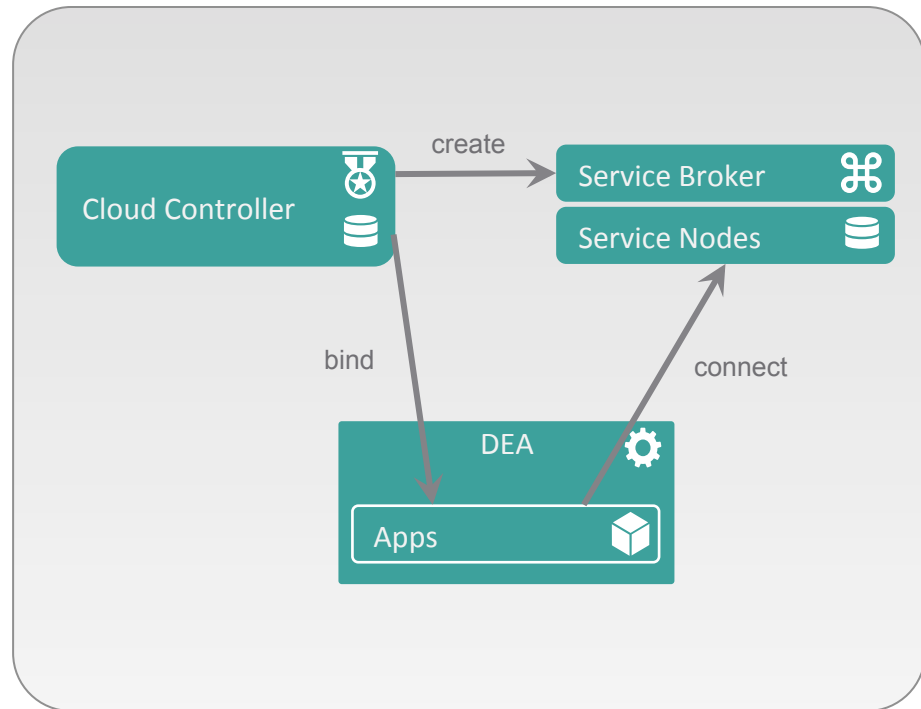 create
Cloud Controller
Service Broker
Service Nodes
bind
connect
DEA
Apps